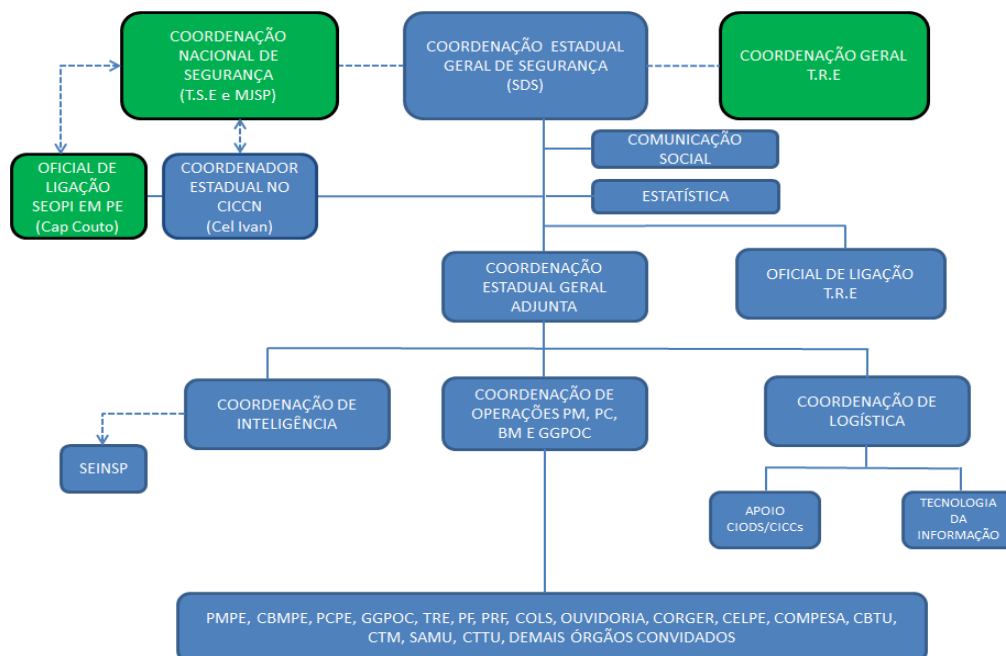 COORDENAÇÃO
NACIONAL DE
SEGURANÇA
(T.S.E e MJSP)
COORDENAÇÃO ESTADUAL
GERAL DE SEGURANÇA
(SDS)
COORDENAÇÃO GERAL
T.R.E
COMUNICAÇÃO
SOCIAL
OFICIAL DE
LIGAÇÃO
SEOPI EM PE
(Cap Couto)
COORDENADOR
ESTADUAL NO
CICCN
(Cel Ivan)
ESTATÍSTICA
COORDENAÇÃO
ESTADUAL GERAL
ADJUNTA
OFICIAL DE LIGAÇÃO
T.R.E
COORDENAÇÃO DE
INTELIGÊNCIA
COORDENAÇÃO DE
OPERAÇÕES PM, PC,
BM E GGPOC
COORDENAÇÃO DE
LOGÍSTICA
SEINSP
APOIO
CIODS/CICCs
TECNOLOGIA
DA
INFORMAÇÃO
PMPE, CBMPE, PCPE, GGPOC, TRE, PF, PRF, COLS, OUVIDORIA, CORGER, CELPE, COMPESA, CBTU,
CTM, SAMU, CTTU, DEMAIS ÓRGÃOS CONVIDADOS